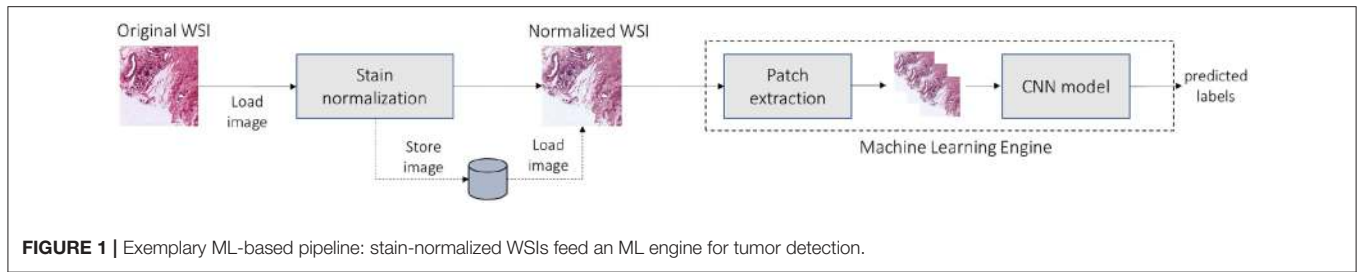 Original WSI
Normalized WSI
Load
image
Stain
normalization
Store
image
Load
image
Patch
extraction
CNN model
predicted
labels
Machine Learning Engine
FIGURE 1 | Exemplary ML-based pipeline: stain-normalized WSIs feed an ML engine for tumor detection.